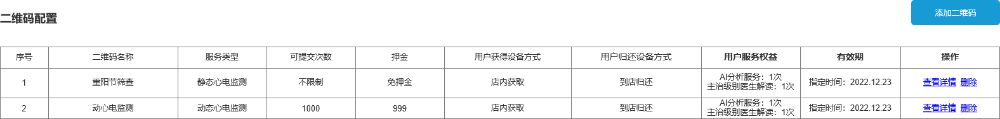 添加二维码
二维码配置
序号 二维码名称 服务类型 可提交次数 押金 用户获得设备方式 用户归还设备方式 用户服务权益 有效期 操作
1 重阳节筛查 静态心电监测 不限制 免押金 店内获取 到店归还 AI分析服务：1次 指定时间：2022.12.23 查看详情 删除
主治级别医生解读：1次
2 动心电监测 动态心电监测 1000 999 店内获取 到店归还 AI分析服务：1次 指定时间：2022.12.23 查看详情 删除
主治级别医生解读：1次